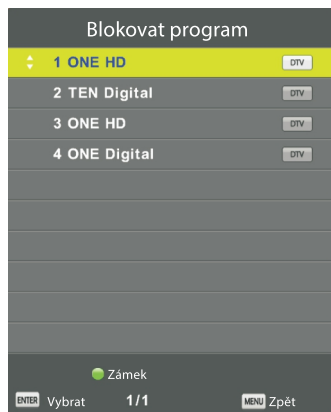 Blokovat program
1 ONE HD DTV
2 TEN Digital DTV
3 ONE HD DTV
4 ONE Digital DTV
Zámek
ENTER Vybrat 1/1 MENU Zpět